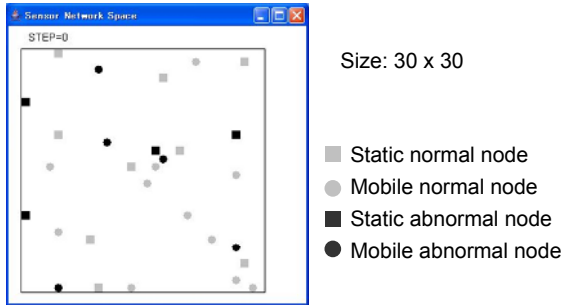 Sensor Network Space
STEP=0
Size: 30 x 30
Static normal node
Mobile normal node
Static abnormal node
Mobile abnormal node